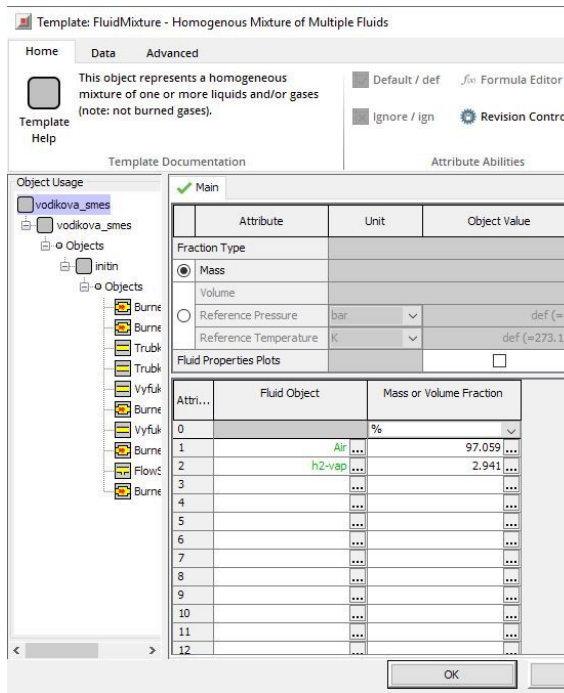 Template: FluidMixture - Homogenous Mixture of Multiple Fluids
Home Data Advanced
Template
Help
This object represents a homogeneous
mixture of one or more liquids and/or gases
(note: not burned gases).
Template Documentation
Default / def
Ignore / ign
Formula Editor
Revision Contro
Attribute Abilities
Object Usage
vodikova_smes
vodikova_smes
Objects
initin
Objects
Burne
Burne
Trubk
Trubk
Vyfuk
Burne
Vyfuk
Burne
FlowS
Burne
Main
Attribute Unit Object Value
Fraction Type
Mass
Volume
Reference Pressure bar def (=
Reference Temperature K def (=273.1
Fluid Properties Plots
Attri... Fluid Object Mass or Volume Fraction
0 %
1 Air ... 97.059 ...
2 h2-vap ... 2.941 ...
3 ... ...
4 ... ...
5 ... ...
6 ... ...
7 ... ...
8 ... ...
9 ... ...
10 ... ...
11 ... ...
12 ... ...
OK